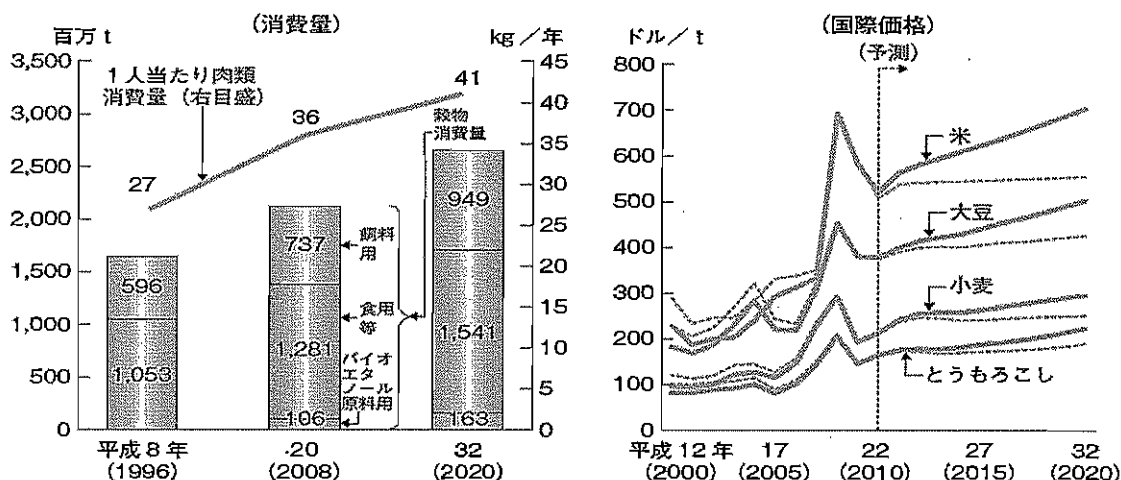 (消費量)
百万 t
kg／年
3,500
3,000
2,500
2,000
1,500
1,000
500
0
45
40
35
30
25
20
15
10
5
0
1人当たり肉類
消費量（右目盛）
27
36
41
穀物
消費量
596
1,053
737
1,281
106
949
1,541
163
飼料
用
食用
等
バイオ
エタ
ノール
原料用
平成8年
(1996)
20
(2008)
32
(2020)
(国際価格)
ドル／t
(予測)
800
700
600
500
400
300
200
100
0
米
大豆
小麦
とうもろこし
平成12年
(2000)
17
(2005)
22
(2010)
27
(2015)
32
(2020)